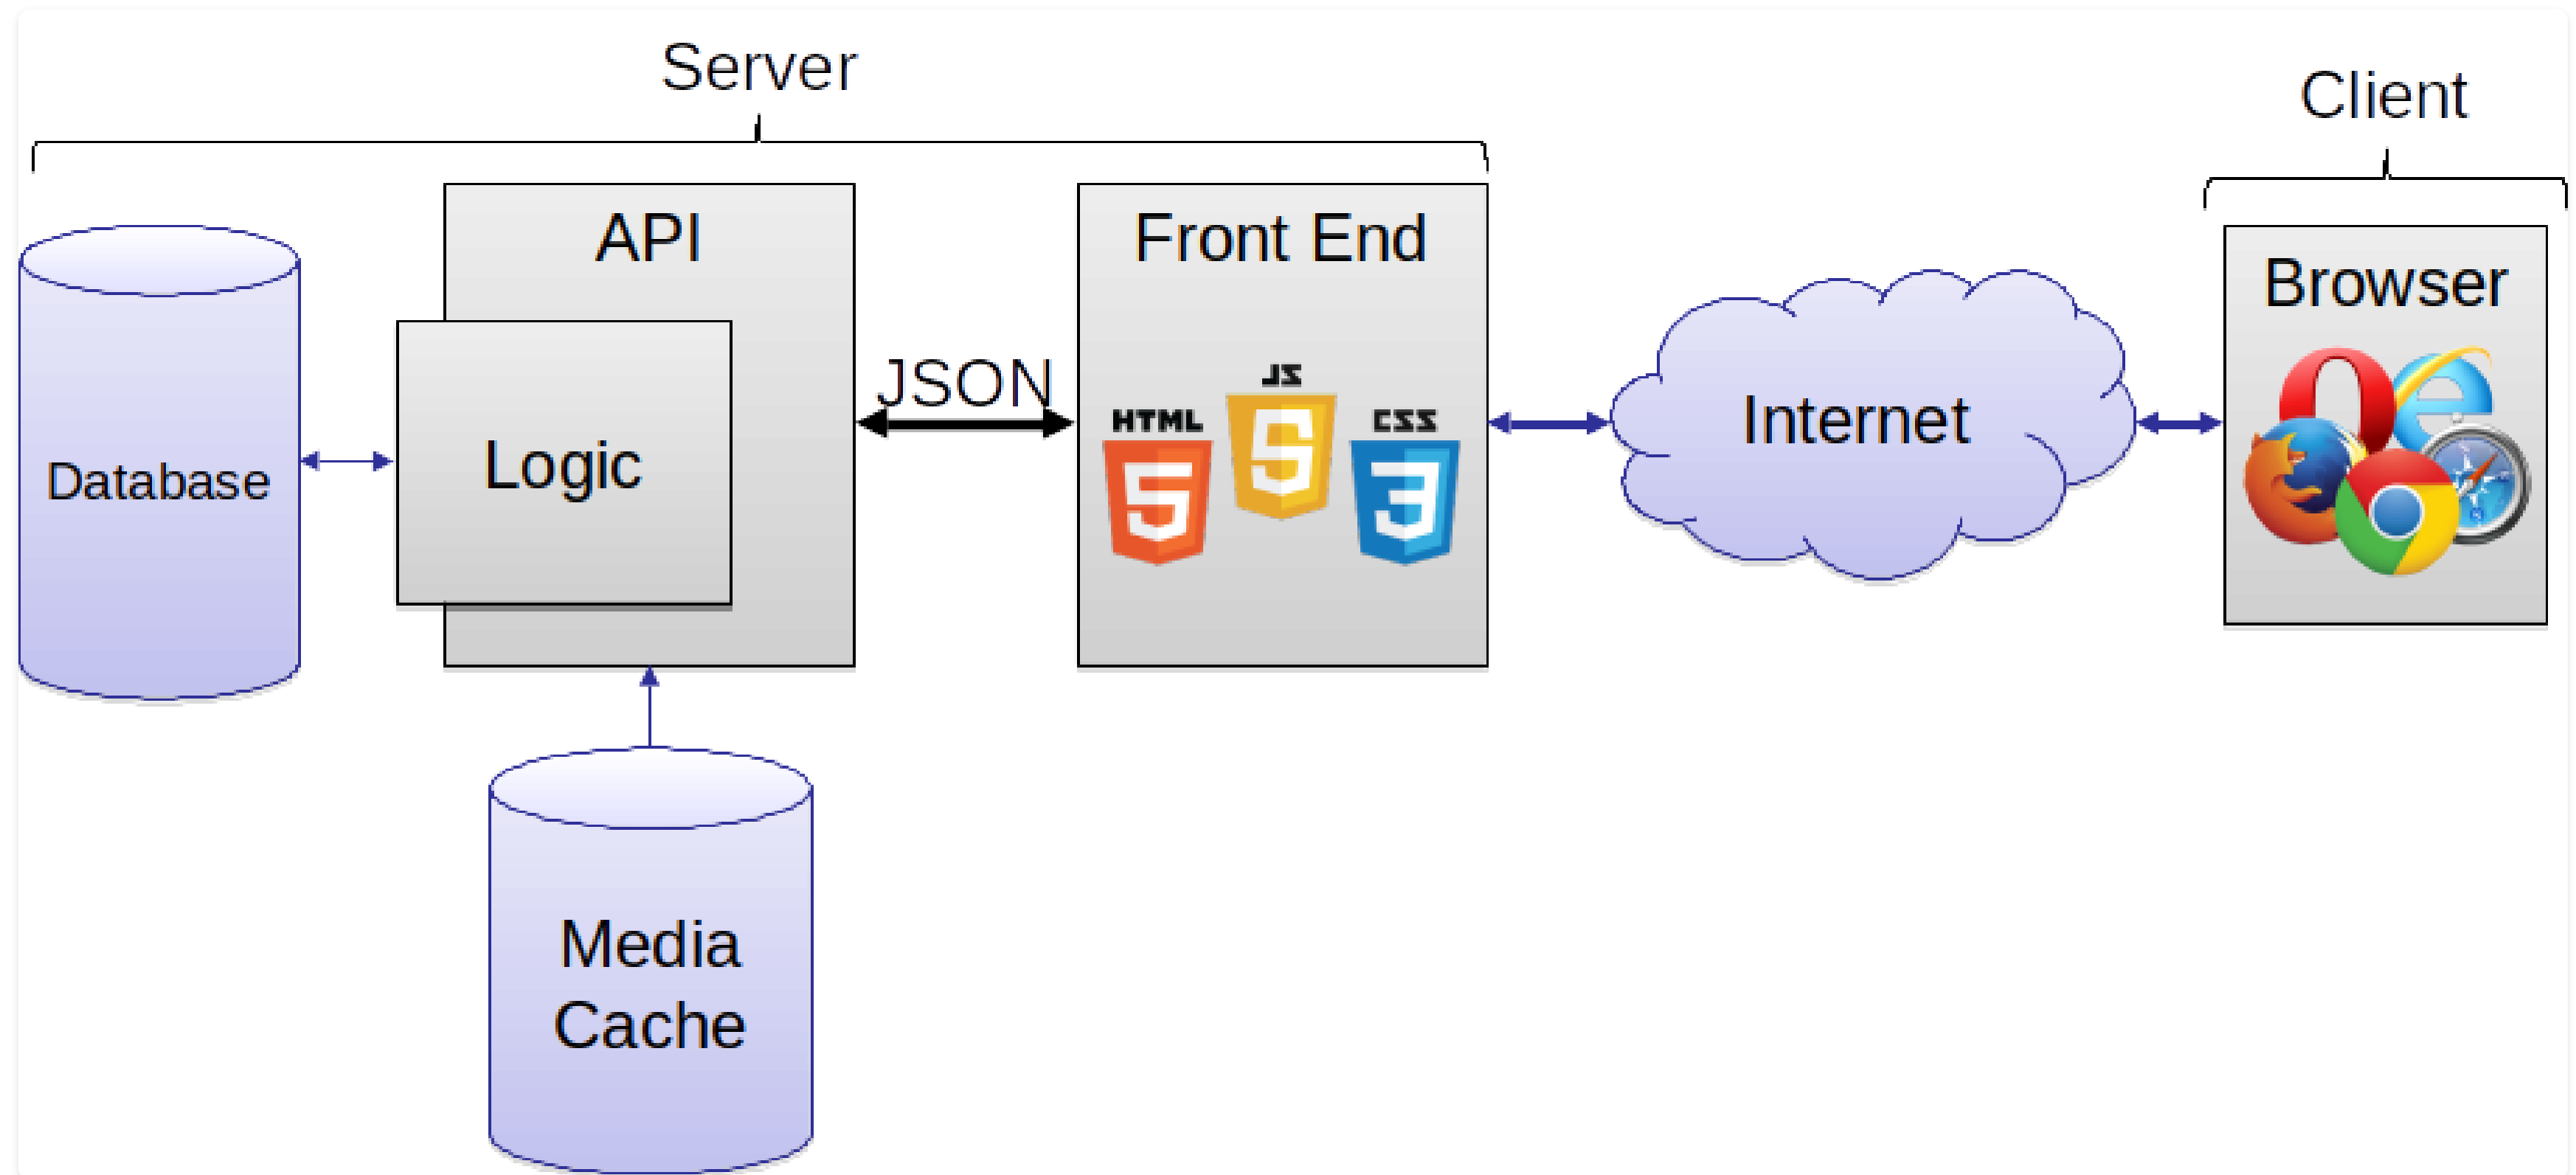 Server
Client
API
Front End
Browser
JSON
JS
HTML
CSS
Logic
Internet
Database
Media
Cache